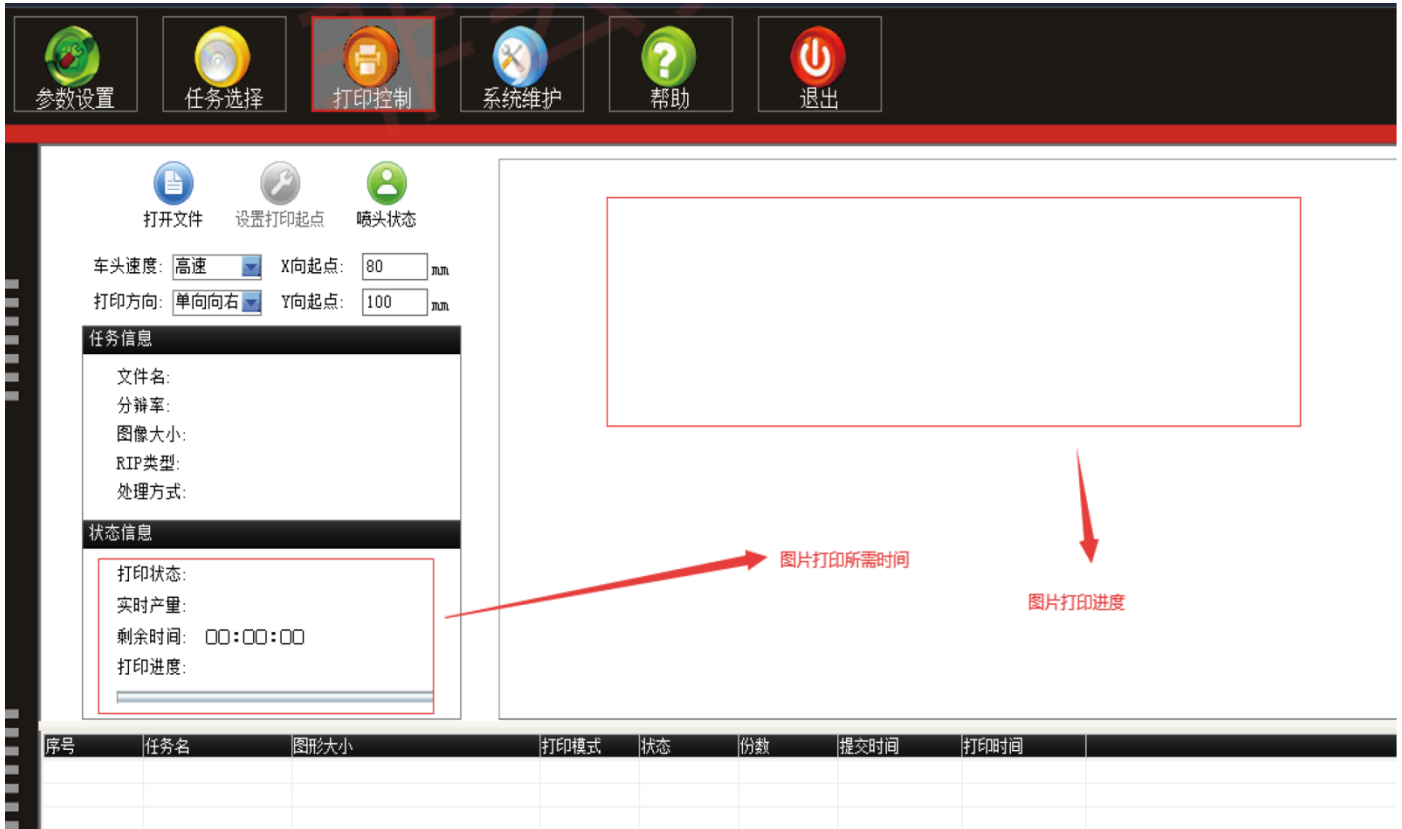 参数设置 任务选择 打印控制 系统维护 帮助 退出
打开文件 设置打印起点 喷头状态
车头速度: 高速 X向起点: 80 mm
打印方向: 单向向右 Y向起点: 100 mm
任务信息
文件名:
分辨率:
图像大小:
RIP类型:
处理方式:
状态信息
打印状态:
实时产量:
剩余时间: 00:00:00
打印进度:
图片打印所需时间
图片打印进度
序号 任务名 图形大小 打印模式 状态 份数 提交时间 打印时间